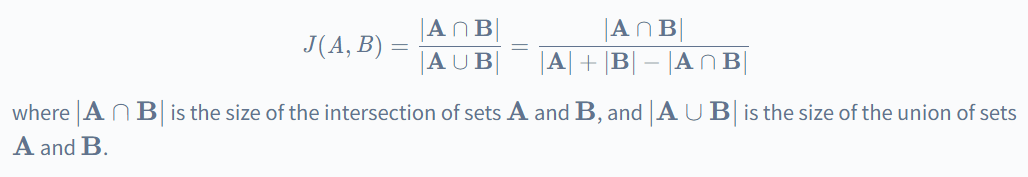 J(A, B) = |A ∩ B| / |A ∪ B| = |A ∩ B| / |A| + |B| − |A ∩ B|
where |A ∩ B| is the size of the intersection of sets A and B, and |A ∪ B| is the size of the union of sets
A and B.